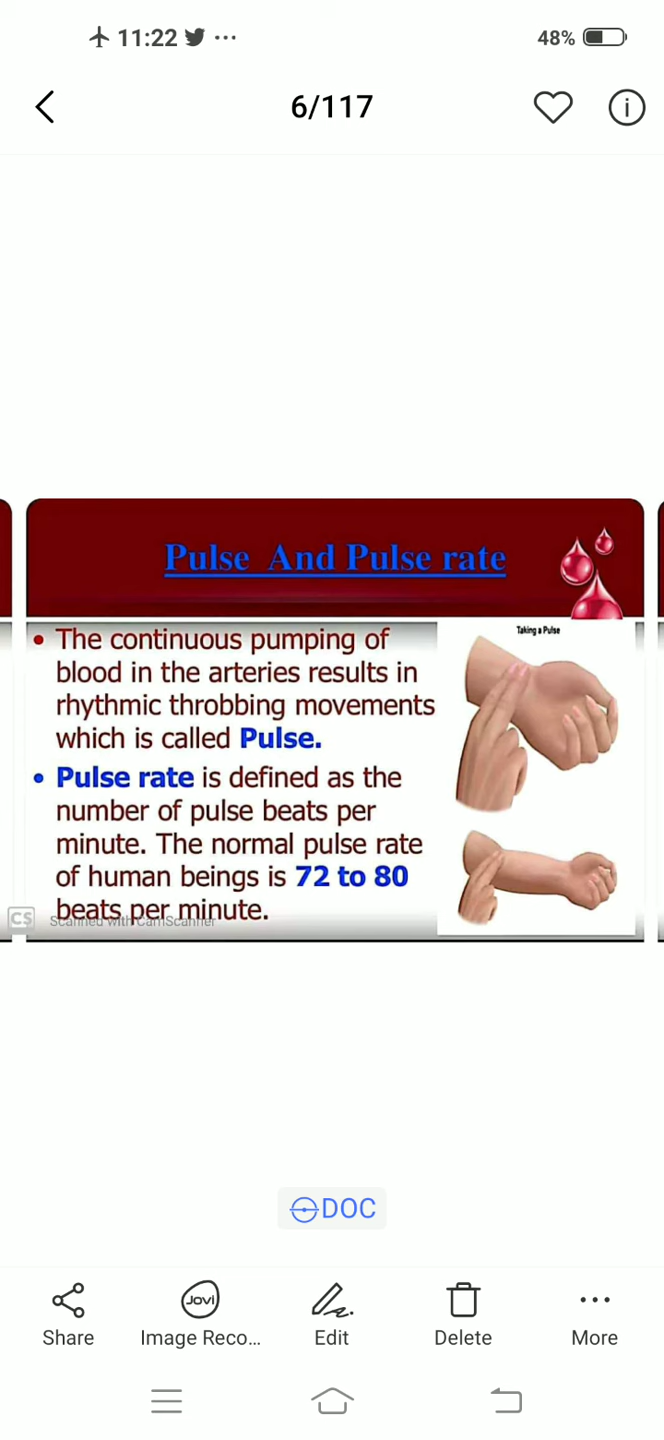 11:22
48%
6/117
Pulse And Pulse rate
Taking a Pulse
• The continuous pumping of
blood in the arteries results in
rhythmic throbbing movements
which is called Pulse.
• Pulse rate is defined as the
number of pulse beats per
minute. The normal pulse rate
of human beings is 72 to 80
beats per minute.
CS Scanned with CamScanner
DOC
Share
Jovi
Image Reco...
Edit
Delete
More